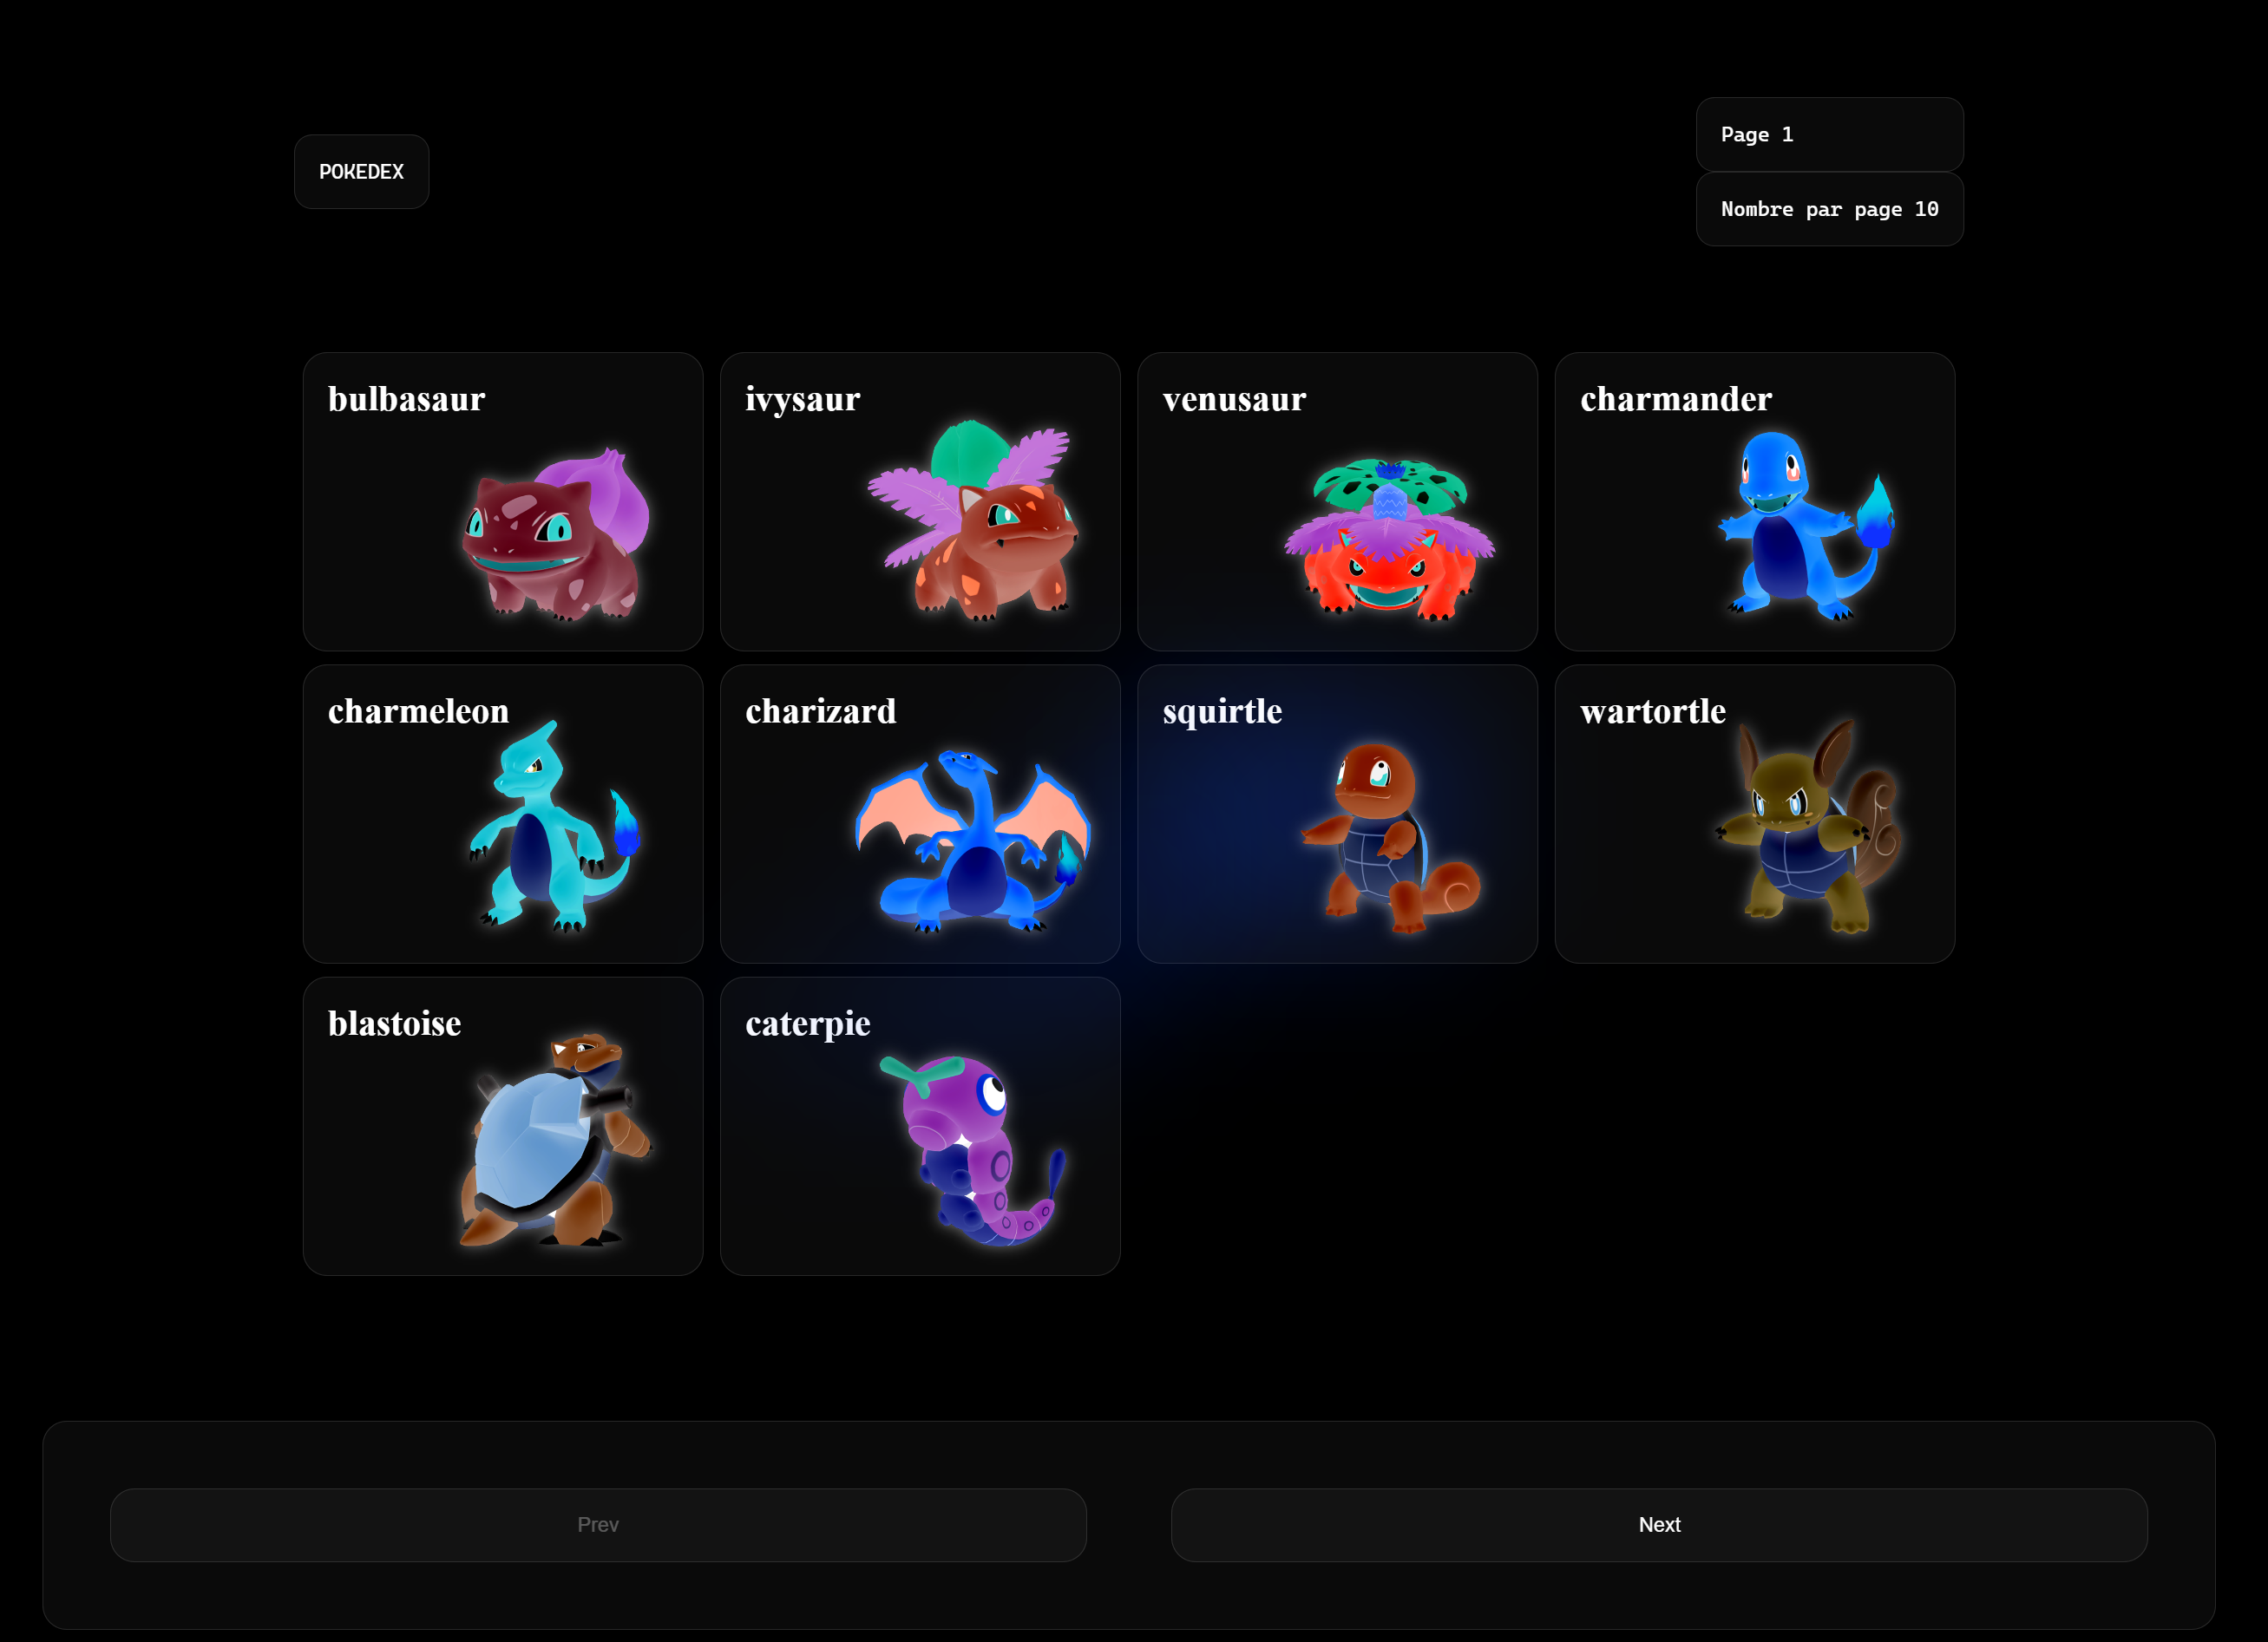 POKEDEX
Page 1
Nombre par page 10
bulbasaur
ivysaur
venusaur
charmander
charmeleon
charizard
squirtle
wartortle
blastoise
caterpie
Prev
Next